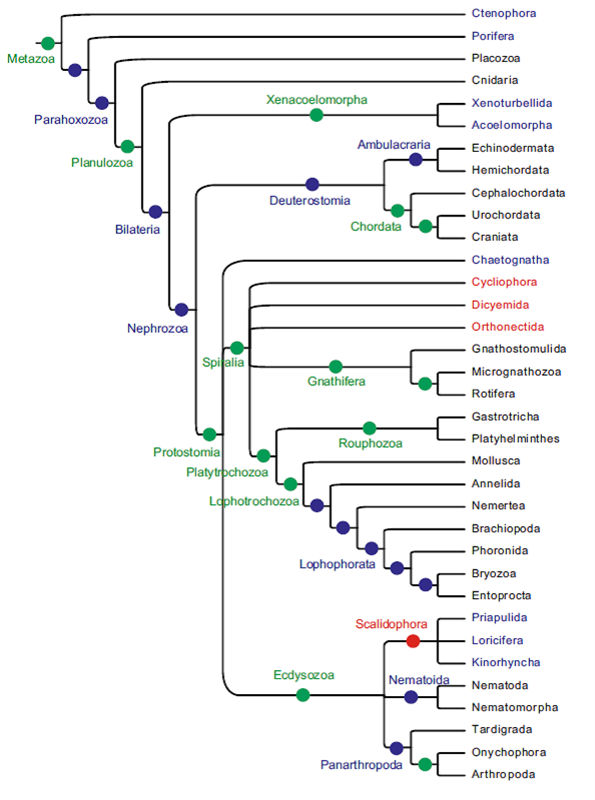 Ctenophora
Porifera
Metazoa
Placozoa
Cnidaria
Xenacoelomorpha
Xenoturbellida
Parahoxozoa
Acoelomorpha
Ambulacraria
Echinodermata
Planulozoa
Hemichordata
Cephalochordata
Deuterostomia
Urochordata
Chordata
Bilateria
Craniata
Chaetognatha
Cycliophora
Dicyemida
Nephrozoa
Orthonectida
Gnathostomulida
Spiralia
Micrognathozoa
Gnathifera
Rotifera
Gastrotricha
Platyhelminthes
Rouphozoa
Protostomia
Mollusca
Platytrochozoa
Annelida
Lophotrochozoa
Nemertea
Brachiopoda
Phoronida
Lophophorata
Bryozoa
Entoprocta
Priapulida
Scalidophora
Loricifera
Kinorhyncha
Ecdysozoa
Nematoida
Nematoda
Nematomorpha
Tardigrada
Onychophora
Panarthropoda
Arthropoda